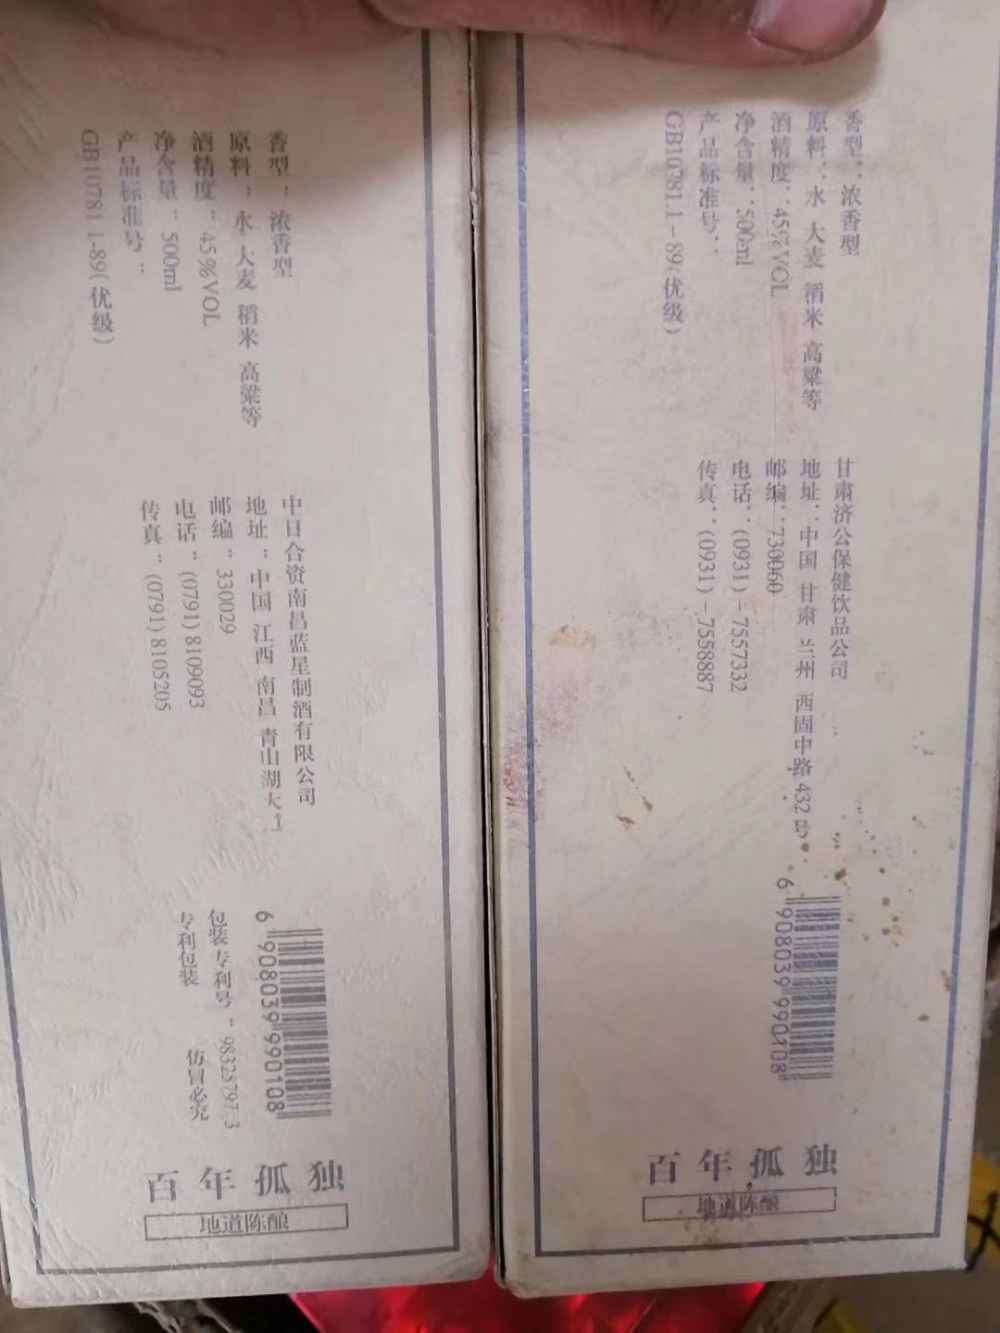 香型：浓香型
原料：水 大麦 稻米 高粱等
酒精度：45%VOL
净含量：500ml
产品标准号：
GB10781.1-89(优级)
中日合资南昌蓝星制酒有限公司
地址：中国 江西 南昌 青山湖大
邮编：330029
电话：(0791)8109093
传真：(0791)8105205
6 908039 990108
包装专利号：98325797.3
专利包装 仿冒必究
百年孤独
地道陈酿
香型：浓香型
原料：水 大麦 稻米 高粱等
酒精度：45%VOL
净含量：500ml
产品标准号：
GB10781.1-89(优级)
甘肃济公保健饮品公司
地址：中国 甘肃 兰州 西固中路432号
邮编：730060
电话：(0931)-7557332
传真：(0931)-7558887
6 908039 990108
百年孤独
地道陈酿